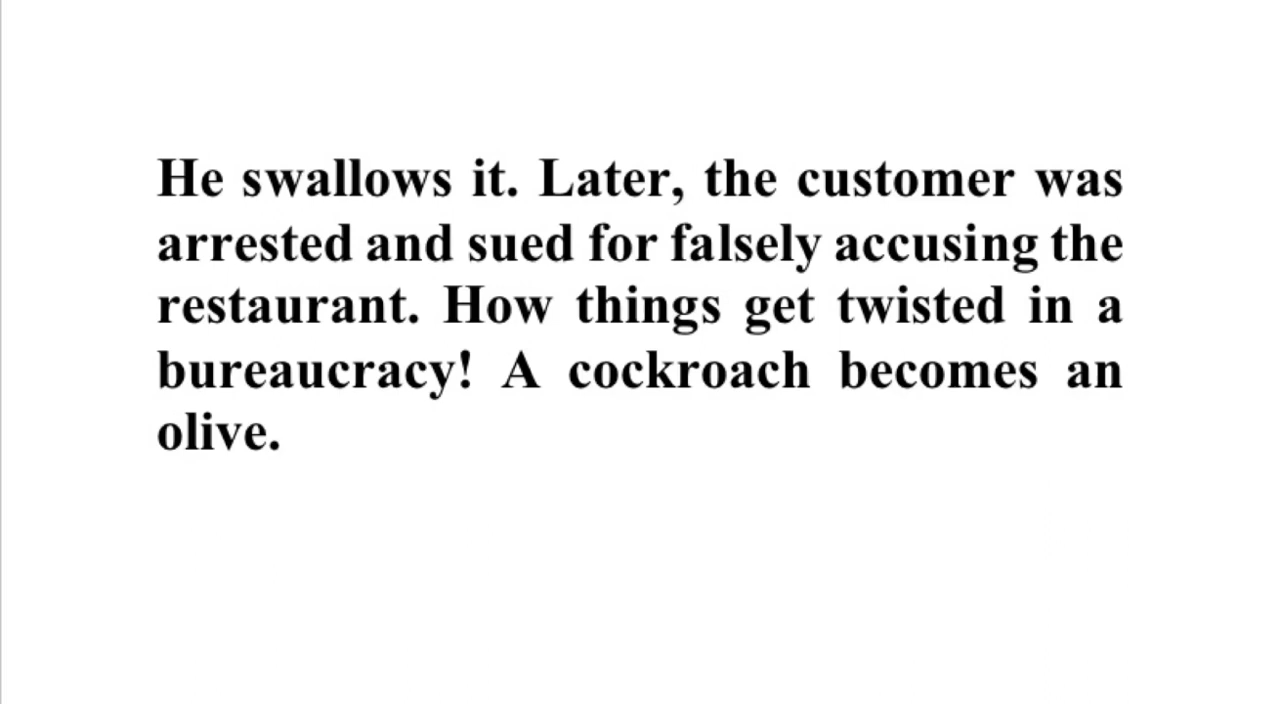 He swallows it. Later, the customer was
arrested and sued for falsely accusing the
restaurant. How things get twisted in a
bureaucracy! A cockroach becomes an
olive.